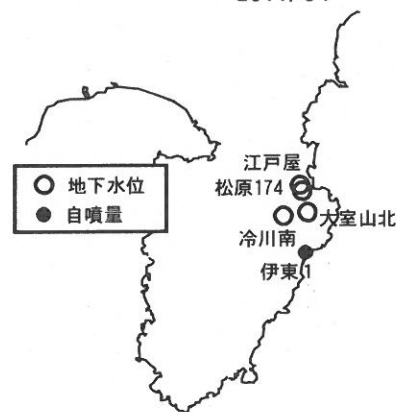 江戸屋
松原174
○ 地下水位
● 自噴量
大室山北
冷川南
伊東1